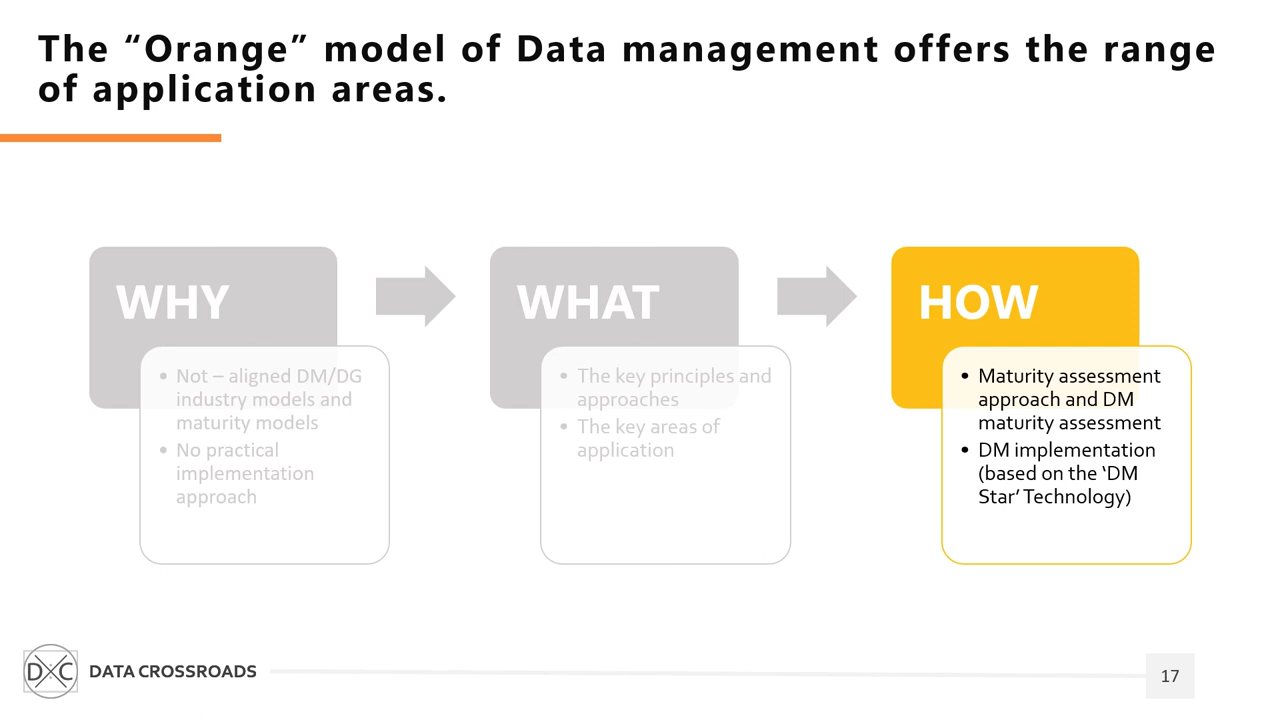 The “Orange” model of Data management offers the range
of application areas.
WHY
• Not – aligned DM/DG
industry models and
maturity models
• No practical
implementation
approach
WHAT
• The key principles and
approaches
• The key areas of
application
HOW
• Maturity assessment
approach and DM
maturity assessment
• DM implementation
(based on the ‘DM
Star’ Technology)
DXC
DATA CROSSROADS
17